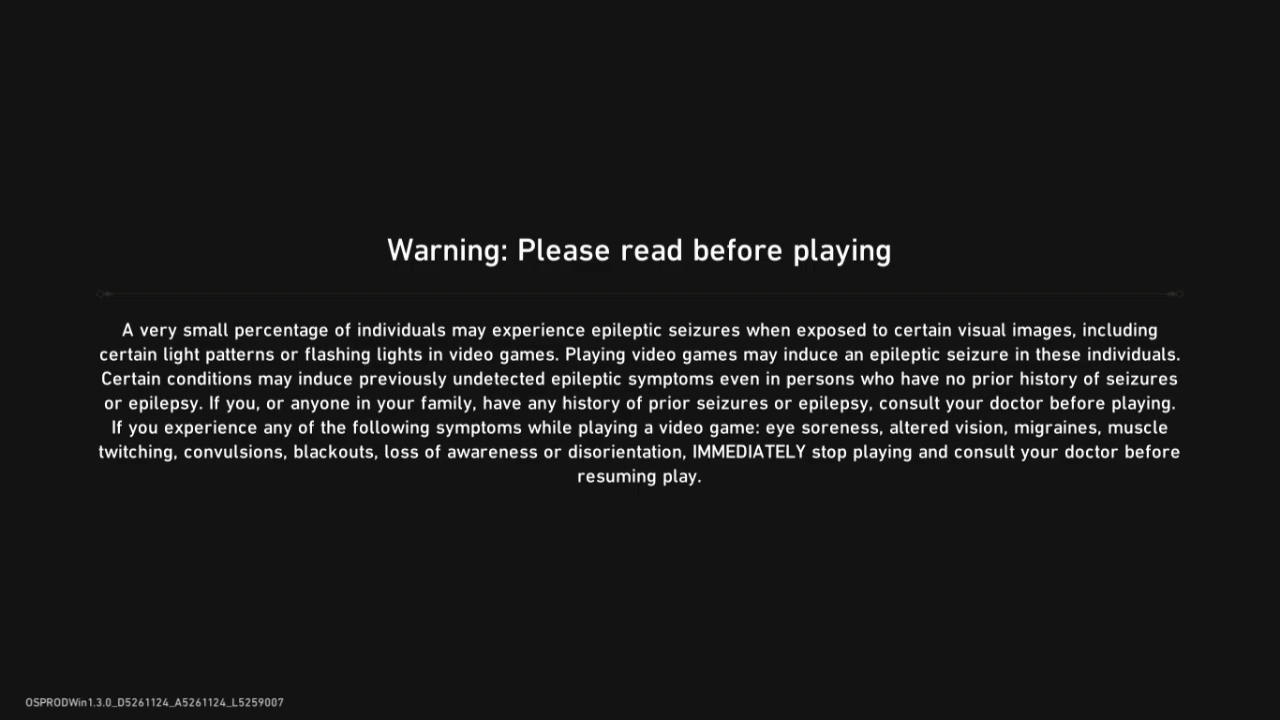 Warning: Please read before playing
A very small percentage of individuals may experience epileptic seizures when exposed to certain visual images, including
certain light patterns or flashing lights in video games. Playing video games may induce an epileptic seizure in these individuals.
Certain conditions may induce previously undetected epileptic symptoms even in persons who have no prior history of seizures
or epilepsy. If you, or anyone in your family, have any history of prior seizures or epilepsy, consult your doctor before playing.
If you experience any of the following symptoms while playing a video game: eye soreness, altered vision, migraines, muscle
twitching, convulsions, blackouts, loss of awareness or disorientation, IMMEDIATELY stop playing and consult your doctor before
resuming play.
OSPRODWin1.3.0_D5261124_A5261124_L5259007